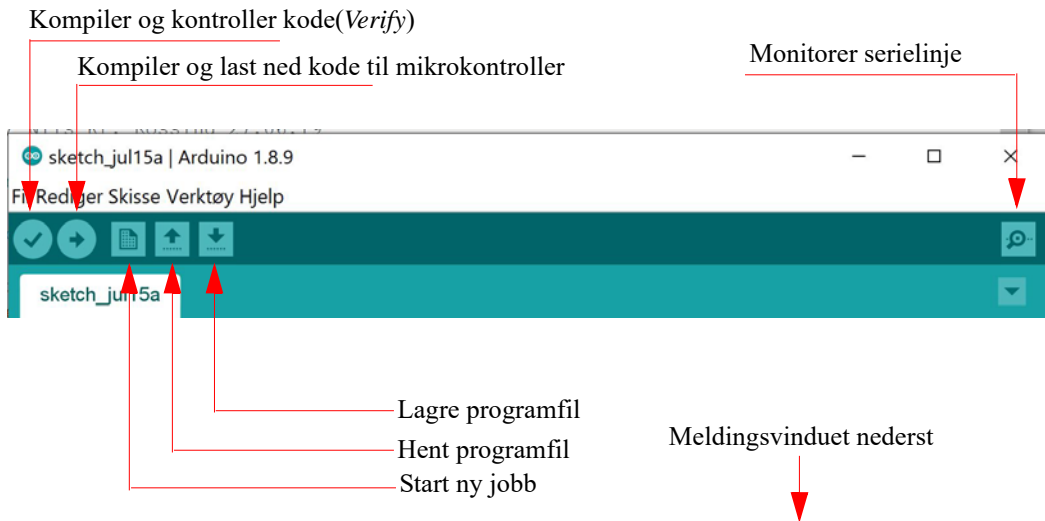 Kompiler og kontroller kode(Verify)
Monitorer serielinje
Kompiler og last ned kode til mikrokontroller
sketch_jul15a | Arduino 1.8.9
Rediger Skisse Verktøy Hjelp
sketch_jul15a
Lagre programfil
Meldingsvinduet nederst
Hent programfil
Start ny jobb